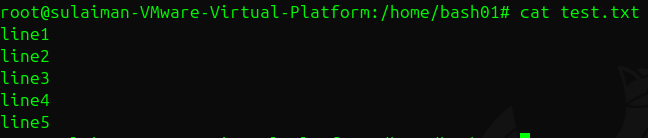 root@sulaiman-VMware-Virtual-Platform:/home/bash01# cat test.txt
line1
line2
line3
line4
line5